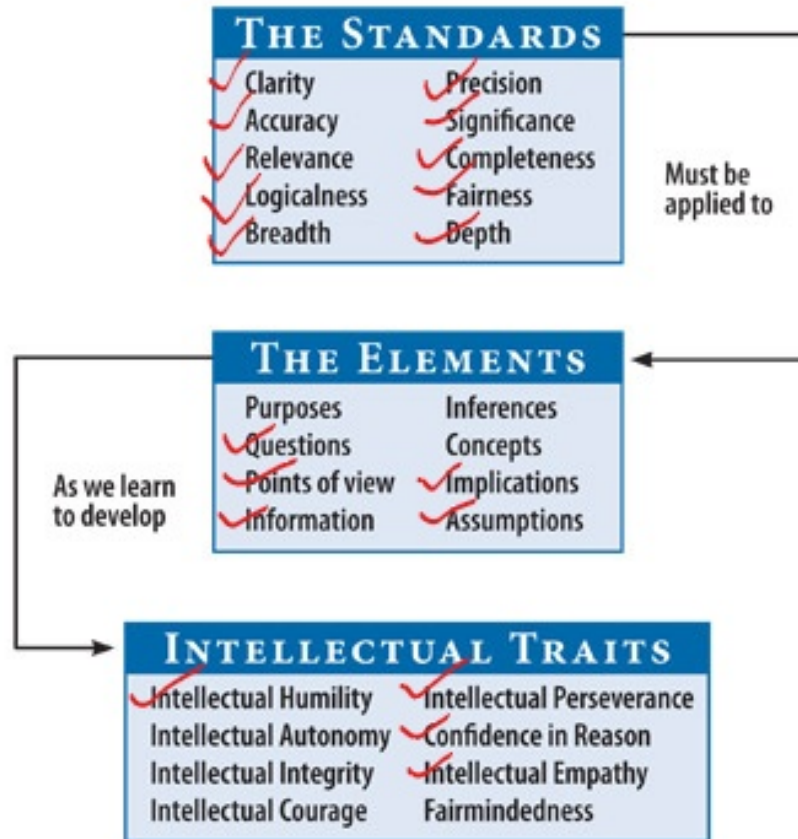 THE STANDARDS
Clarity
Accuracy
Relevance
Logicalness
Breadth
Precision
Significance
Completeness
Fairness
Depth
Must be
applied to
THE ELEMENTS
Purposes
Questions
Points of view
Information
Inferences
Concepts
Implications
Assumptions
As we learn
to develop
INTELLECTUAL TRAITS
Intellectual Humility
Intellectual Autonomy
Intellectual Integrity
Intellectual Courage
Intellectual Perseverance
Confidence in Reason
Intellectual Empathy
Fairmindedness